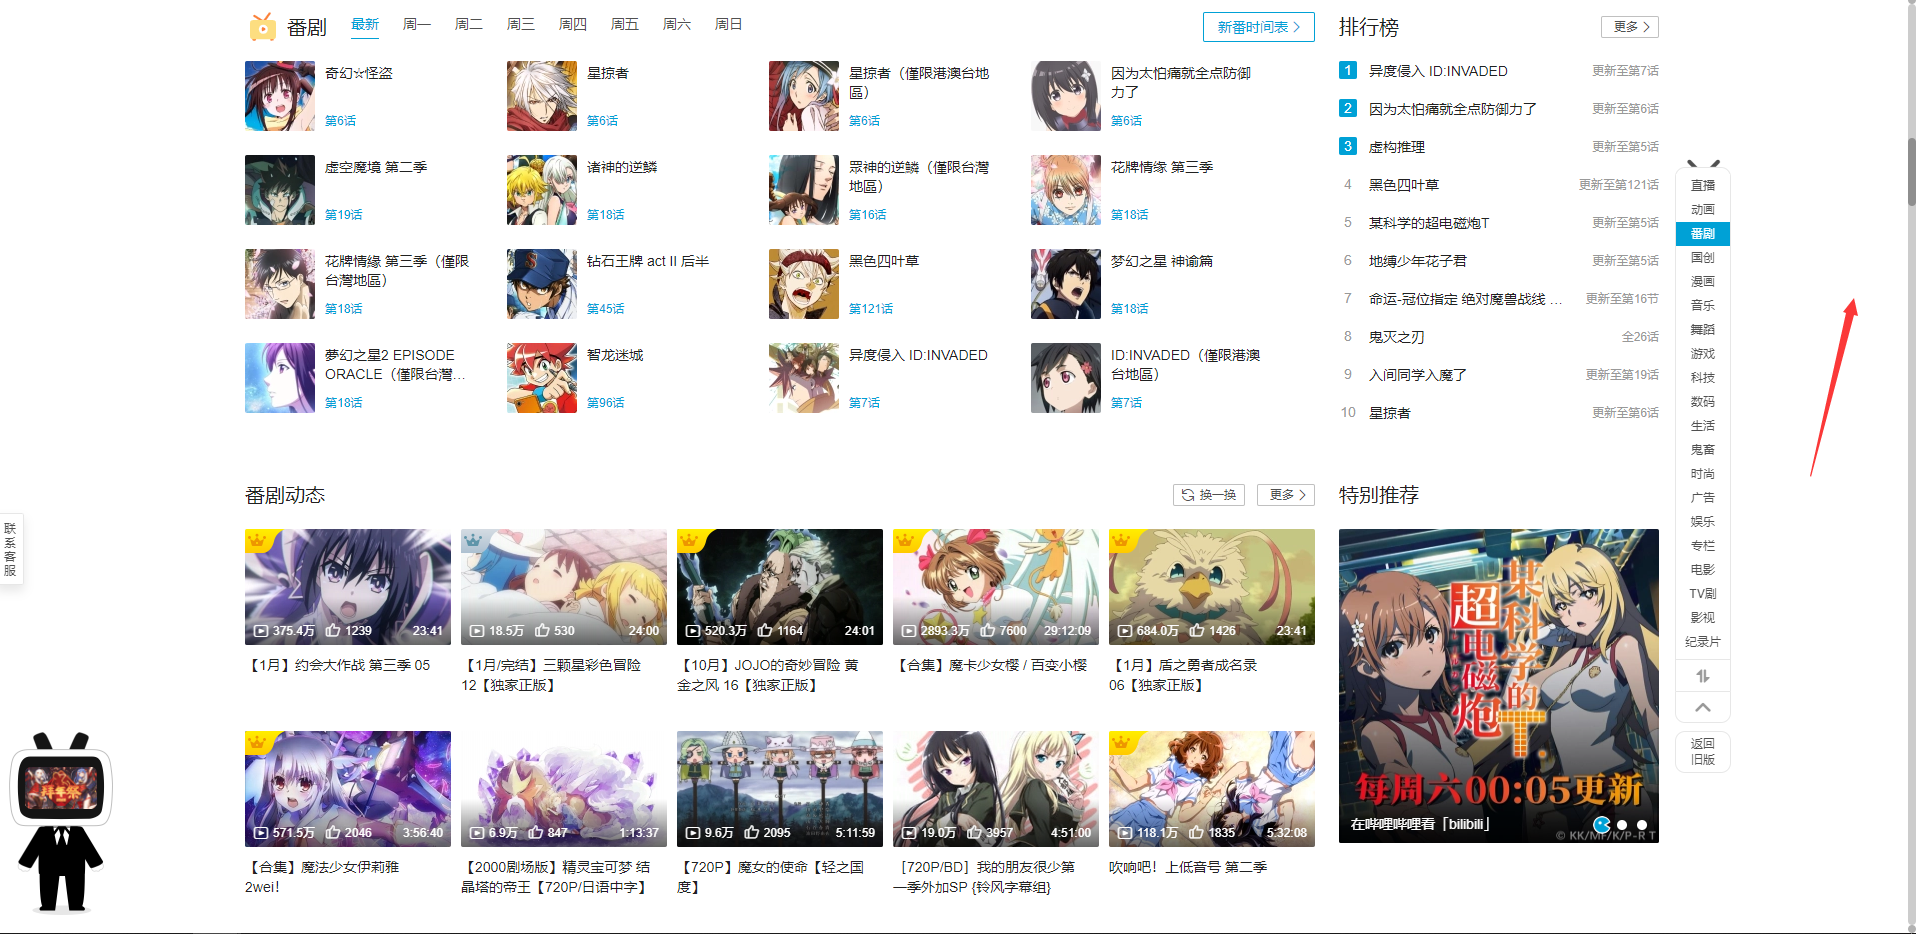 番剧
最新
周一
周二
周三
周四
周五
周六
周日
新番时间表
奇幻☆怪盗
第6话
星掠者
第6话
星掠者（僅限港澳台地
區）
第6话
因为太怕痛就全点防御
力了
第6话
虚空魔境 第二季
第19话
诸神的逆鳞
第18话
眾神的逆鱗（僅限台灣
地區）
第16话
花牌情缘 第三季
第18话
花牌情緣 第三季（僅限
台灣地區）
第18话
钻石王牌 act II 后半
第45话
黑色四叶草
第121话
梦幻之星 神谕篇
第18话
夢幻之星2 EPISODE
ORACLE（僅限台灣…
第18话
智龙迷城
第96话
异度侵入 ID:INVADED
第7话
ID:INVADED（僅限港澳
台地區）
第7话
排行榜
更多
1 异度侵入 ID:INVADED 更新至第7话
2 因为太怕痛就全点防御力了 更新至第6话
3 虚构推理 更新至第5话
4 黑色四叶草 更新至第121话
5 某科学的超电磁炮T 更新至第5话
6 地缚少年花子君 更新至第5话
7 命运-冠位指定 绝对魔兽战线 … 更新至第16节
8 鬼灭之刃 全26话
9 入间同学入魔了 更新至第19话
10 星掠者 更新至第6话
番剧动态
换一换
更多
375.4万 1239 23:41
【1月】约会大作战 第三季 05
18.5万 530 24:00
【1月/完结】三颗星彩色冒险
12【独家正版】
520.3万 1164 24:01
【10月】JOJO的奇妙冒险 黄
金之风 16【独家正版】
2893.3万 7600 29:12:09
【合集】魔卡少女樱 / 百变小樱
684.0万 1426 23:41
【1月】盾之勇者成名录
06【独家正版】
571.5万 2046 3:56:40
【合集】魔法少女伊莉雅
2wei！
6.9万 847 1:13:37
【2000剧场版】精灵宝可梦 结
晶塔的帝王【720P/日语中字】
9.6万 2095 5:11:59
【720P】魔女的使命【轻之国
度】
19.0万 3957 4:51:00
［720P/BD］我的朋友很少第
一季外加SP {铃风字幕组}
118.1万 1835 5:32:08
吹响吧！上低音号 第二季
特别推荐
某科学的
超电磁炮
T
每周六00:05更新
在哔哩哔哩看「bilibili」
© KK/MF/K/P-R T
直播
动画
番剧
国创
漫画
音乐
舞蹈
游戏
科技
数码
生活
鬼畜
时尚
广告
娱乐
专栏
电影
TV剧
影视
纪录片
返回
旧版
联
系
客
服
拜年祭